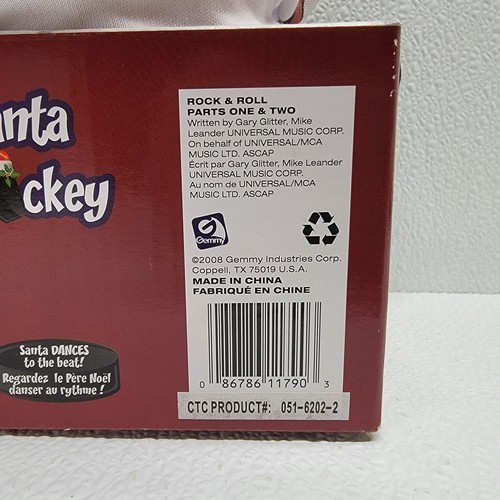 ROCK & ROLL
PARTS ONE & TWO
Written by Gary Glitter, Mike
Leander UNIVERSAL MUSIC CORP.
On behalf of UNIVERSAL/MCA
MUSIC LTD. ASCAP
Écrit par Gary Glitter, Mike Leander
UNIVERSAL MUSIC CORP.
Au nom de UNIVERSAL/MCA
MUSIC LTD. ASCAP
Gemmy
©2008 Gemmy Industries Corp.
Coppell, TX 75019 U.S.A.
MADE IN CHINA
FABRIQUÉ EN CHINE
0 86786 11790 3
CTC PRODUCT#: 051-6202-2
anta
ckey
Santa DANCES
to the beat!
Regardez le Père Noël
danser au rythme !